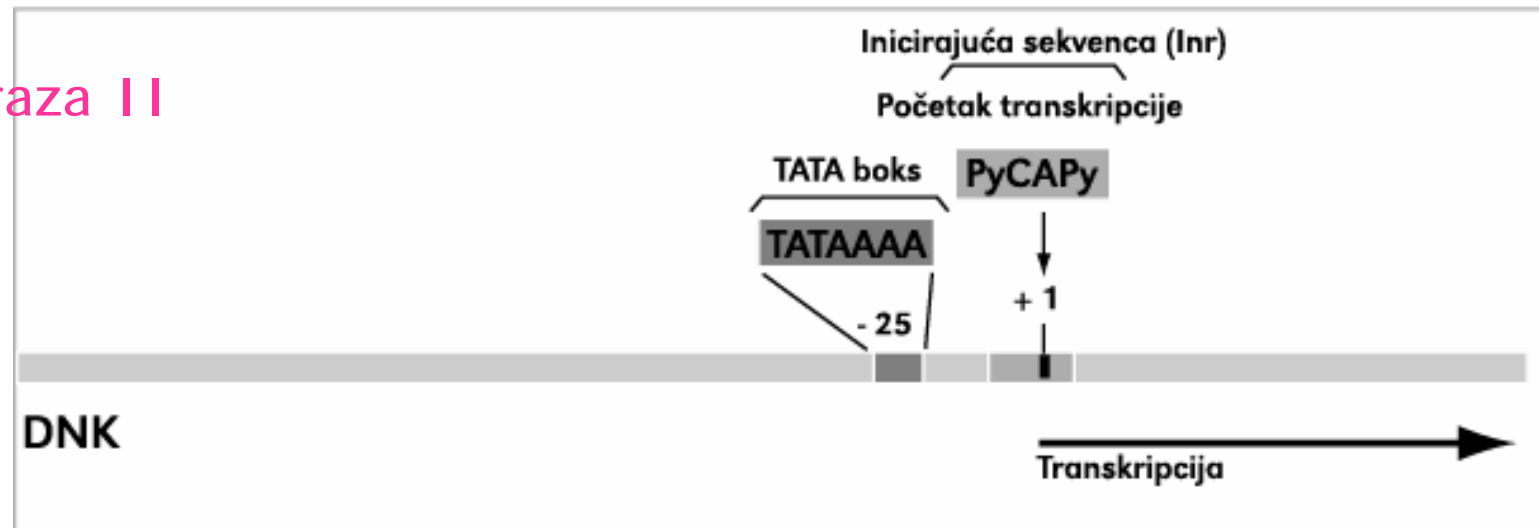 Inicirajuća sekvenca (Inr)
raza II
Početak transkripcije
TATA boks
PyCAPy
TATAAAA
+ 1
- 25
DNK
Transkripcija